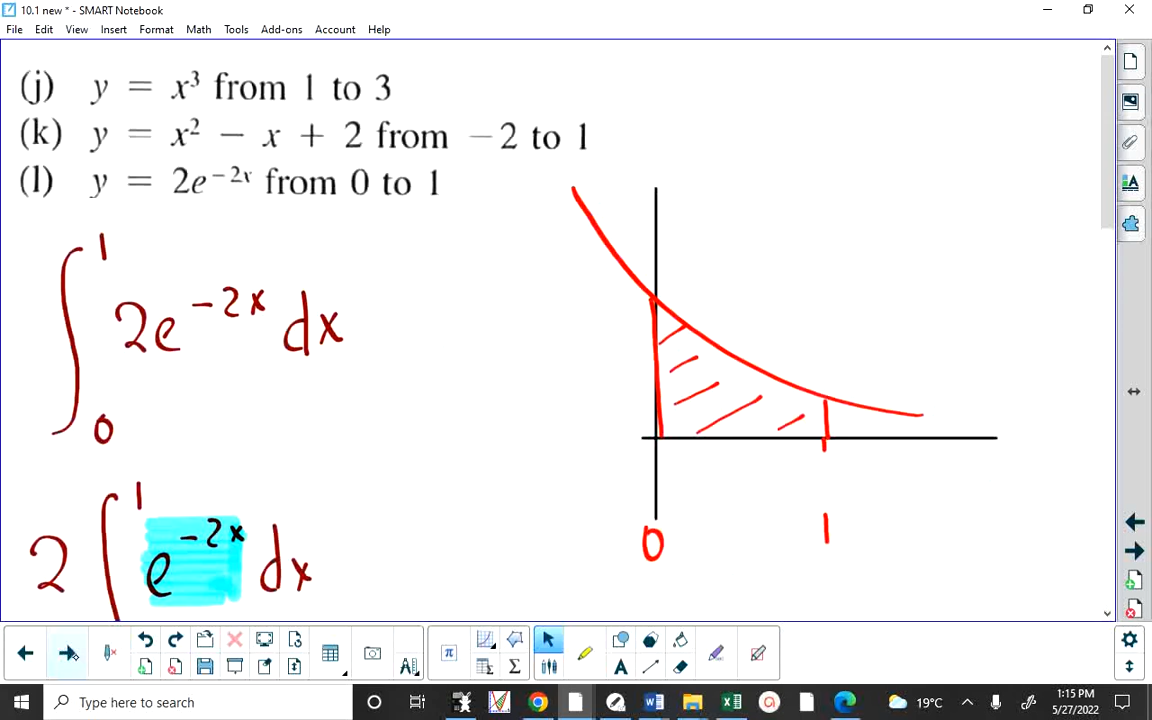 10.1 new * - SMART Notebook
File Edit View Insert Format Math Tools Add-ons Account Help
(j) y = x³ from 1 to 3
(k) y = x² − x + 2 from −2 to 1
(l) y = 2e⁻²ˣ from 0 to 1
1
∫ 2e⁻²ˣ dx
0
1
2 ∫ e⁻²ˣ dx
0 1
Type here to search
19°C
1:15 PM
5/27/2022